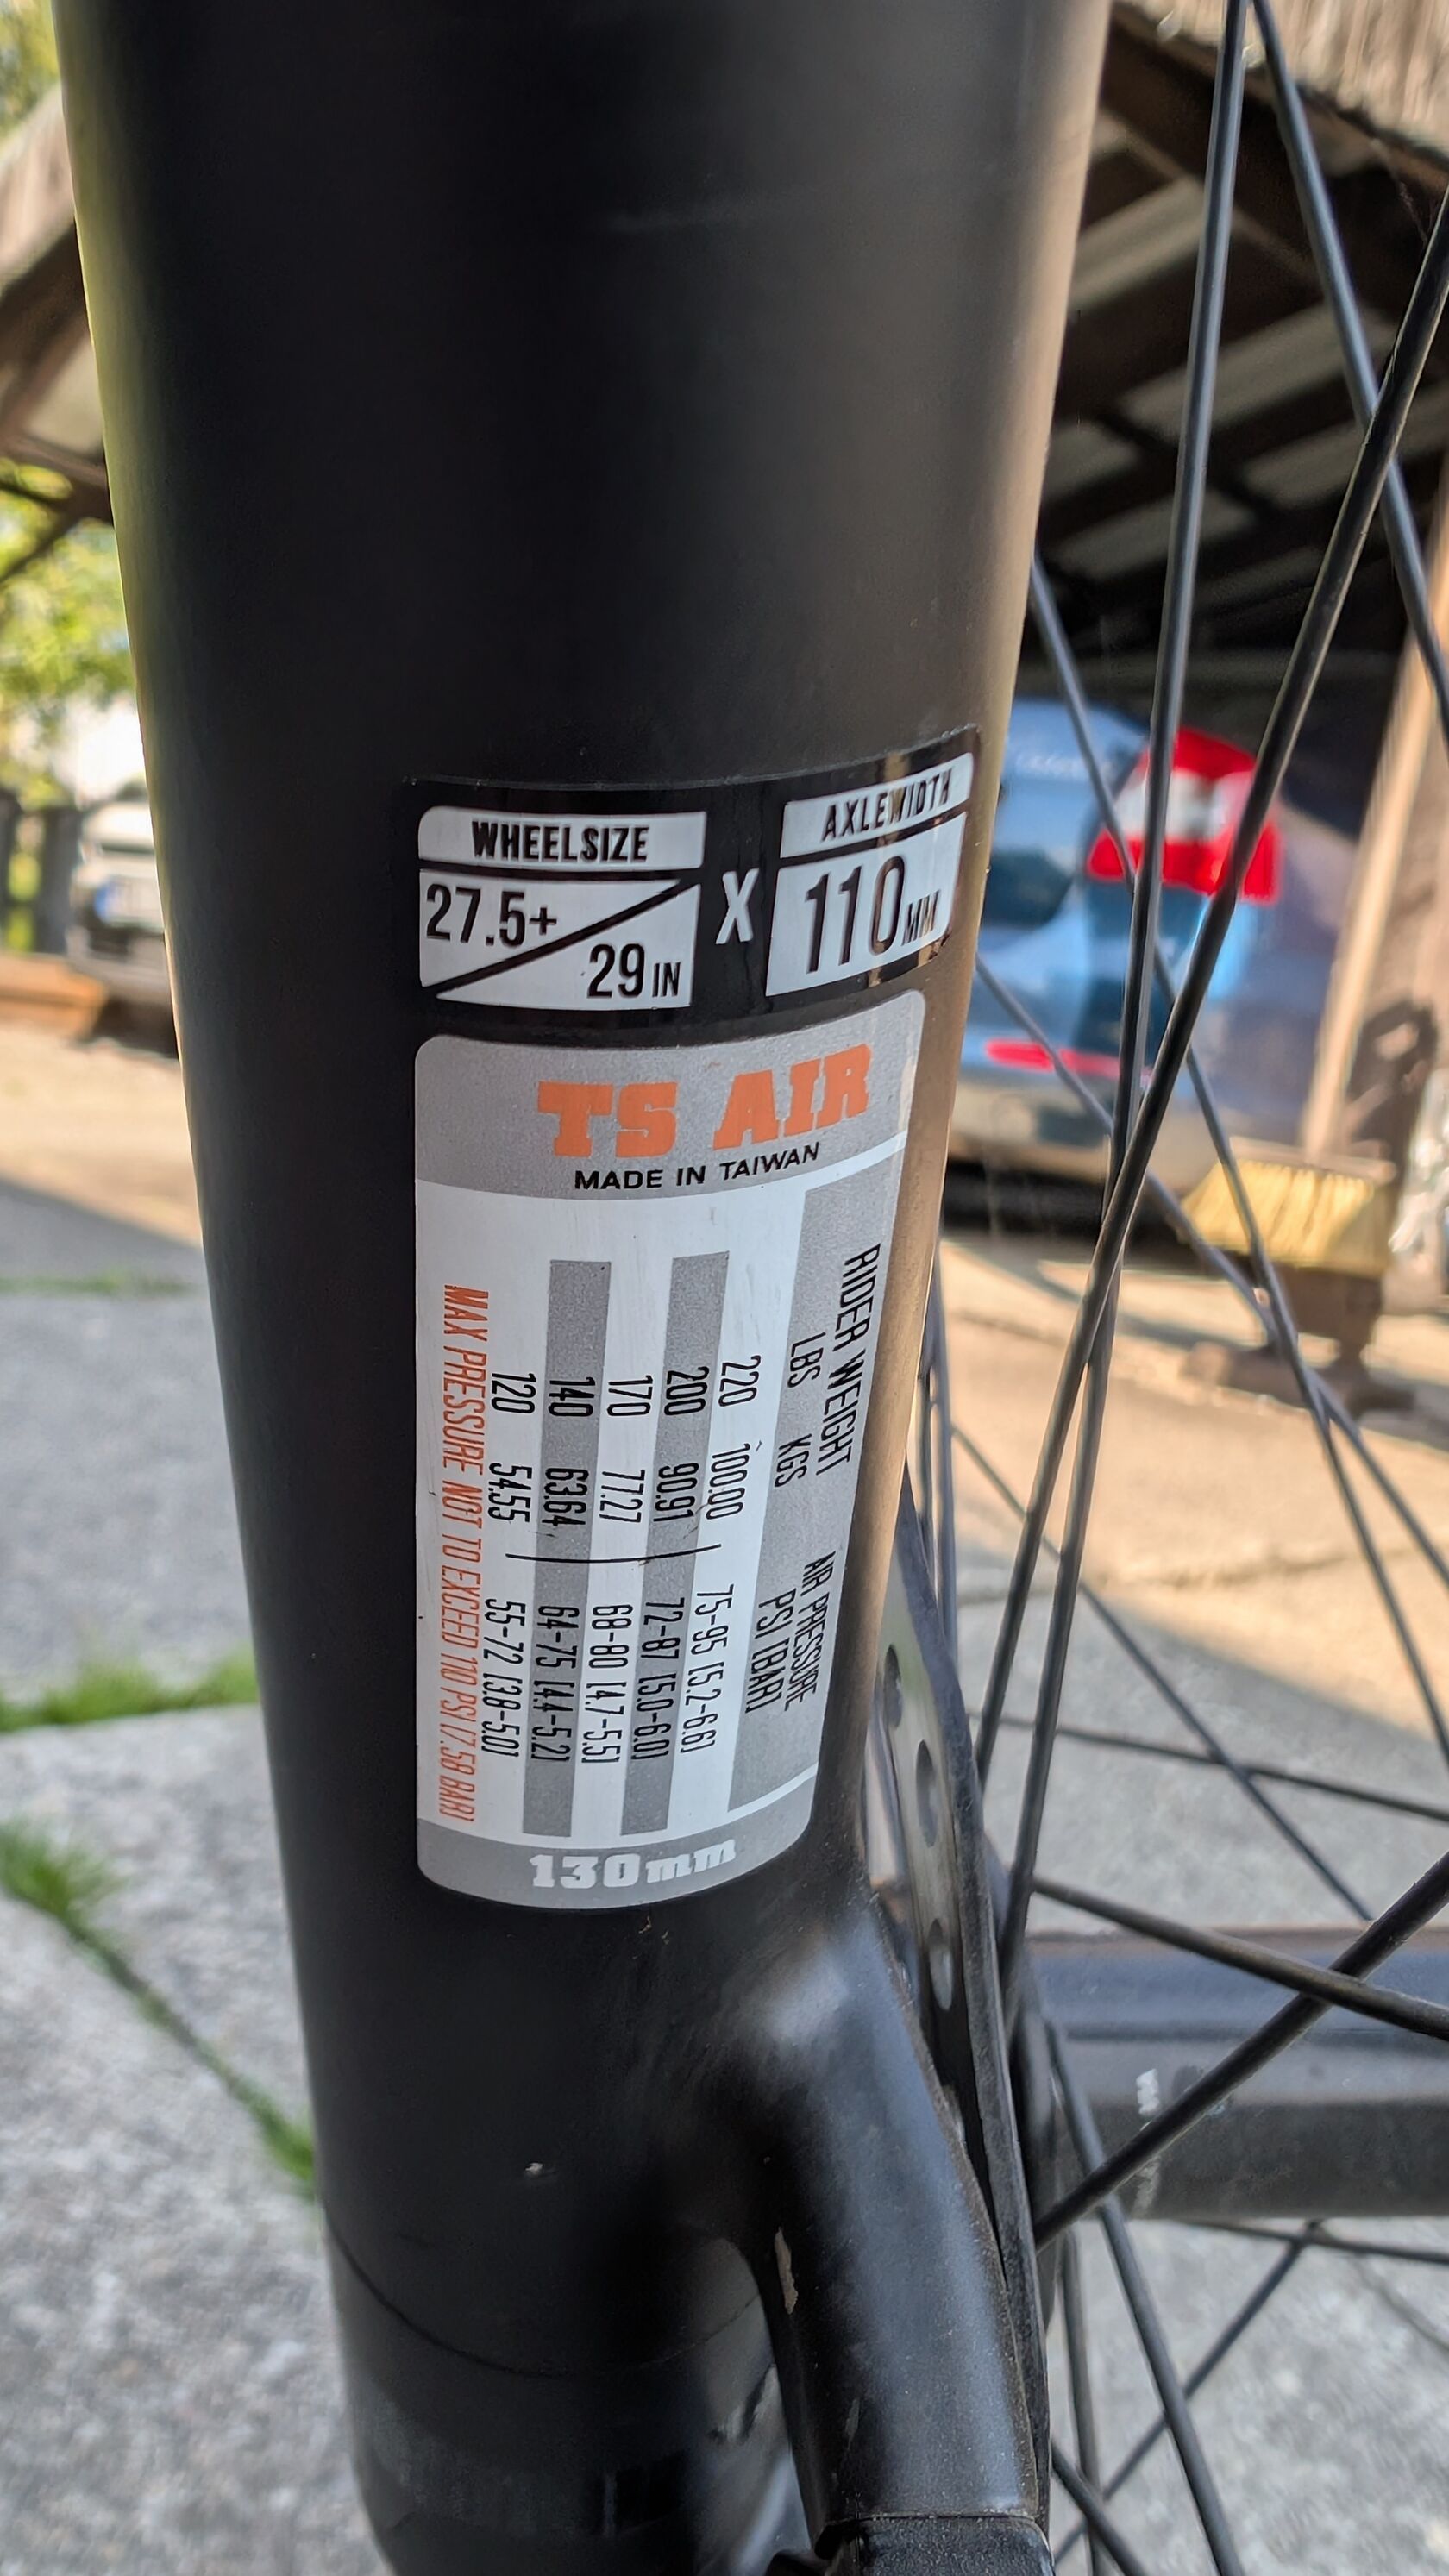 WHEELSIZE
27.5+
29 IN
X
AXLEWIDTH
110 MM
TS AIR
MADE IN TAIWAN
RIDER WEIGHT AIR PRESSURE
LBS KGS PSI [BAR]
220 100.00 75-95 [5.2-6.6]
200 90.91 72-87 [5.0-6.0]
170 77.27 68-80 [4.7-5.5]
140 63.64 64-75 [4.4-5.2]
120 54.55 55-72 [3.8-5.0]
MAX PRESSURE NOT TO EXCEED 110 PSI [7.58 BAR]
130mm